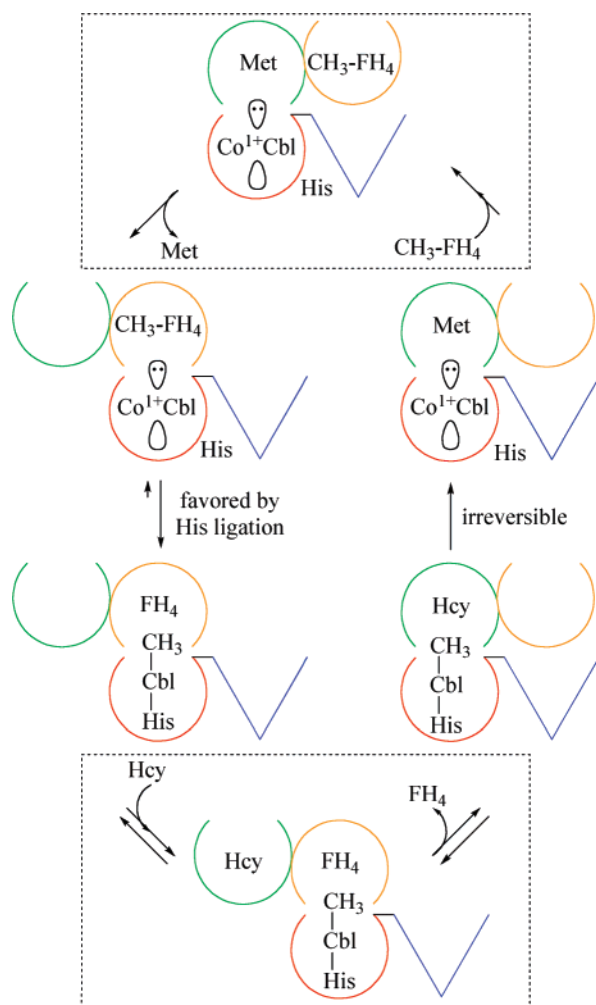 Met CH₃-FH₄
Co¹⁺Cbl
His
Met
CH₃-FH₄
CH₃-FH₄
Co¹⁺Cbl
His
Met
Co¹⁺Cbl
His
favored by
His ligation
irreversible
FH₄
CH₃
Cbl
His
Hcy
CH₃
Cbl
His
Hcy
FH₄
Hcy FH₄
CH₃
Cbl
His